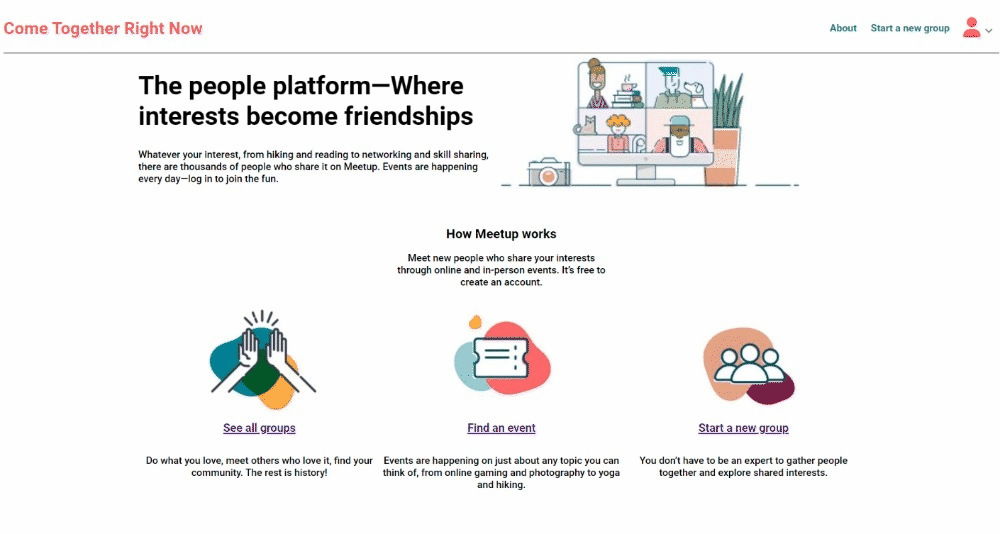 Come Together Right Now
About
Start a new group
The people platform—Where
interests become friendships
Whatever your interest, from hiking and reading to networking and skill sharing,
there are thousands of people who share it on Meetup. Events are happening
every day—log in to join the fun.
How Meetup works
Meet new people who share your interests
through online and in-person events. It's free to
create an account.
See all groups
Do what you love, meet others who love it, find your
community. The rest is history!
Find an event
Events are happening on just about any topic you can
think of, from online gaming and photography to yoga
and hiking.
Start a new group
You don't have to be an expert to gather people
together and explore shared interests.